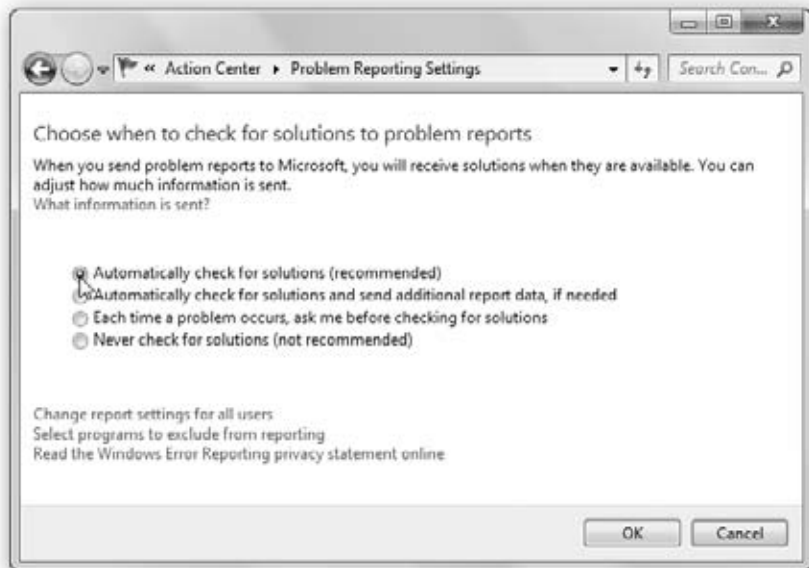 « Action Center ▸ Problem Reporting Settings
Search Con...
Choose when to check for solutions to problem reports
When you send problem reports to Microsoft, you will receive solutions when they are available. You can
adjust how much information is sent.
What information is sent?
Automatically check for solutions (recommended)
Automatically check for solutions and send additional report data, if needed
Each time a problem occurs, ask me before checking for solutions
Never check for solutions (not recommended)
Change report settings for all users
Select programs to exclude from reporting
Read the Windows Error Reporting privacy statement online
OK
Cancel